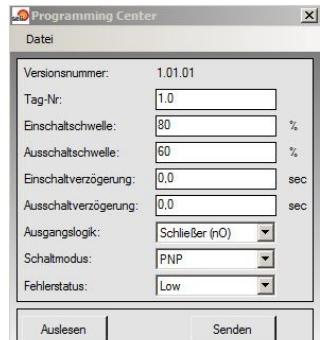 Programming Center
Datei
Versionsnummer: 1.01.01
Tag-Nr: 1.0
Einschaltschwelle: 80 %
Ausschaltschwelle: 60 %
Einschaltverzögerung: 0,0 sec
Ausschaltverzögerung: 0,0 sec
Ausgangslogik: Schließer (nO)
Schaltmodus: PNP
Fehlerstatus: Low
Auslesen Senden